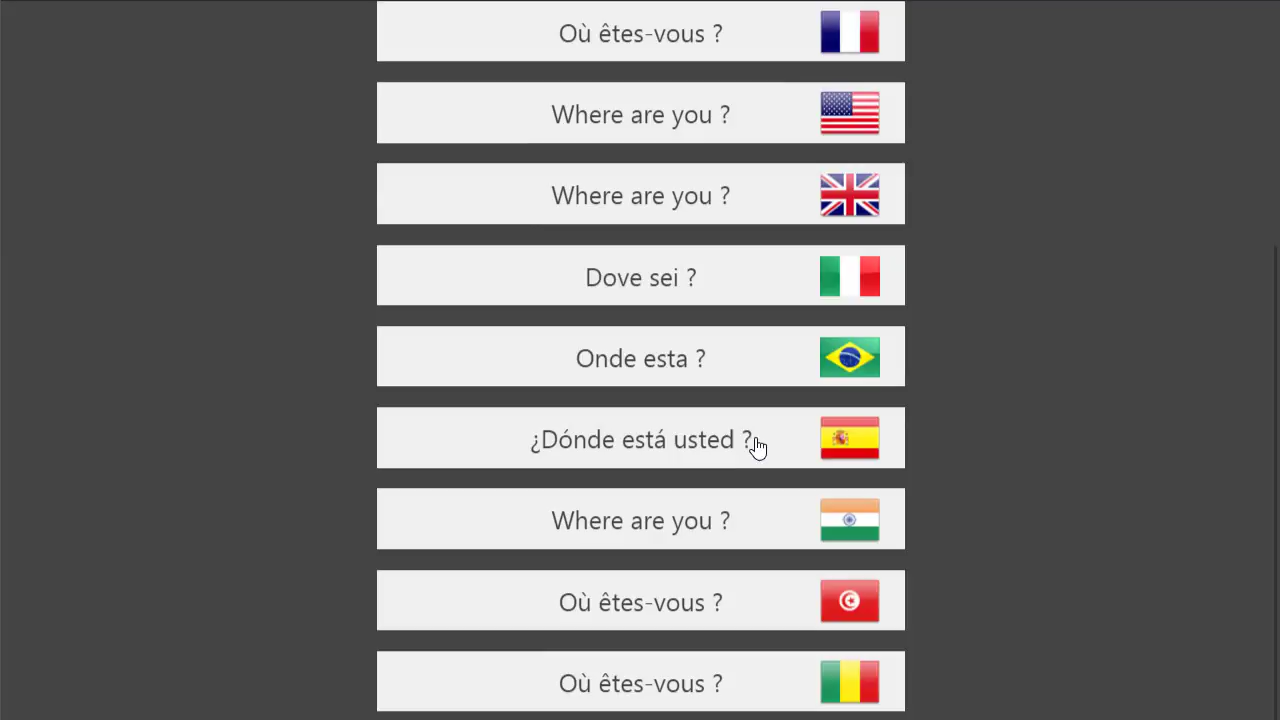 Où êtes-vous ?
Where are you ?
Where are you ?
Dove sei ?
Onde esta ?
¿Dónde está usted ?
Where are you ?
Où êtes-vous ?
Où êtes-vous ?